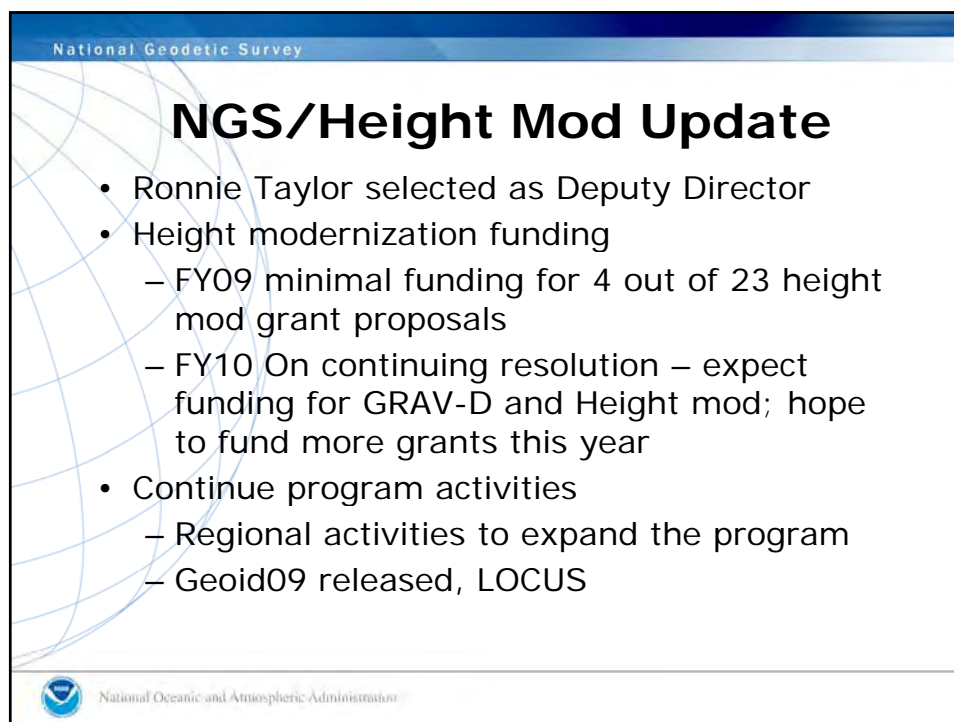 National Geodetic Survey
NGS/Height Mod Update
• Ronnie Taylor selected as Deputy Director
• Height modernization funding
– FY09 minimal funding for 4 out of 23 height
mod grant proposals
– FY10 On continuing resolution – expect
funding for GRAV-D and Height mod; hope
to fund more grants this year
• Continue program activities
– Regional activities to expand the program
– Geoid09 released, LOCUS
National Oceanic and Atmospheric Administration